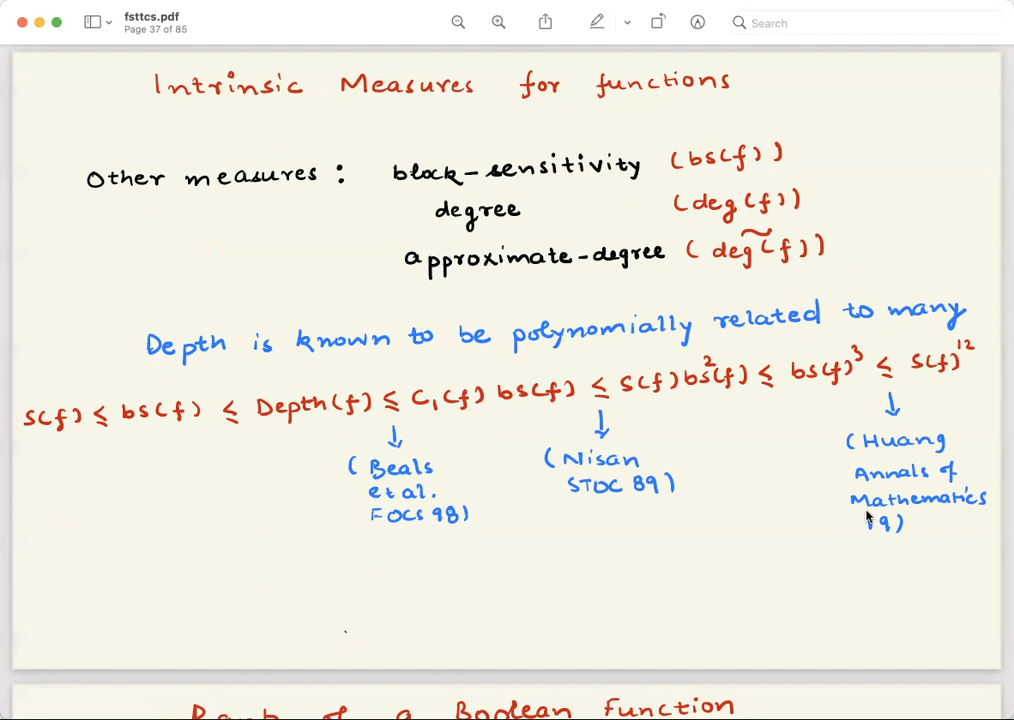 fsttcs.pdf
Page 37 of 85
Search
Intrinsic Measures for functions
Other measures : block-sensitivity (bs(f))
degree (deg(f))
approximate-degree (deg~(f))
Depth is known to be polynomially related to many
s(f) ≤ bs(f) ≤ Depth(f) ≤ C₁(f) bs(f) ≤ s(f) bs²(f) ≤ bs(f)³ ≤ s(f)¹²
↓ ↓ ↓
(Beals
et al.
FOCS 98)
(Nisan
STOC 89)
(Huang
Annals of
Mathematics
19)
Rank of a Boolean Function